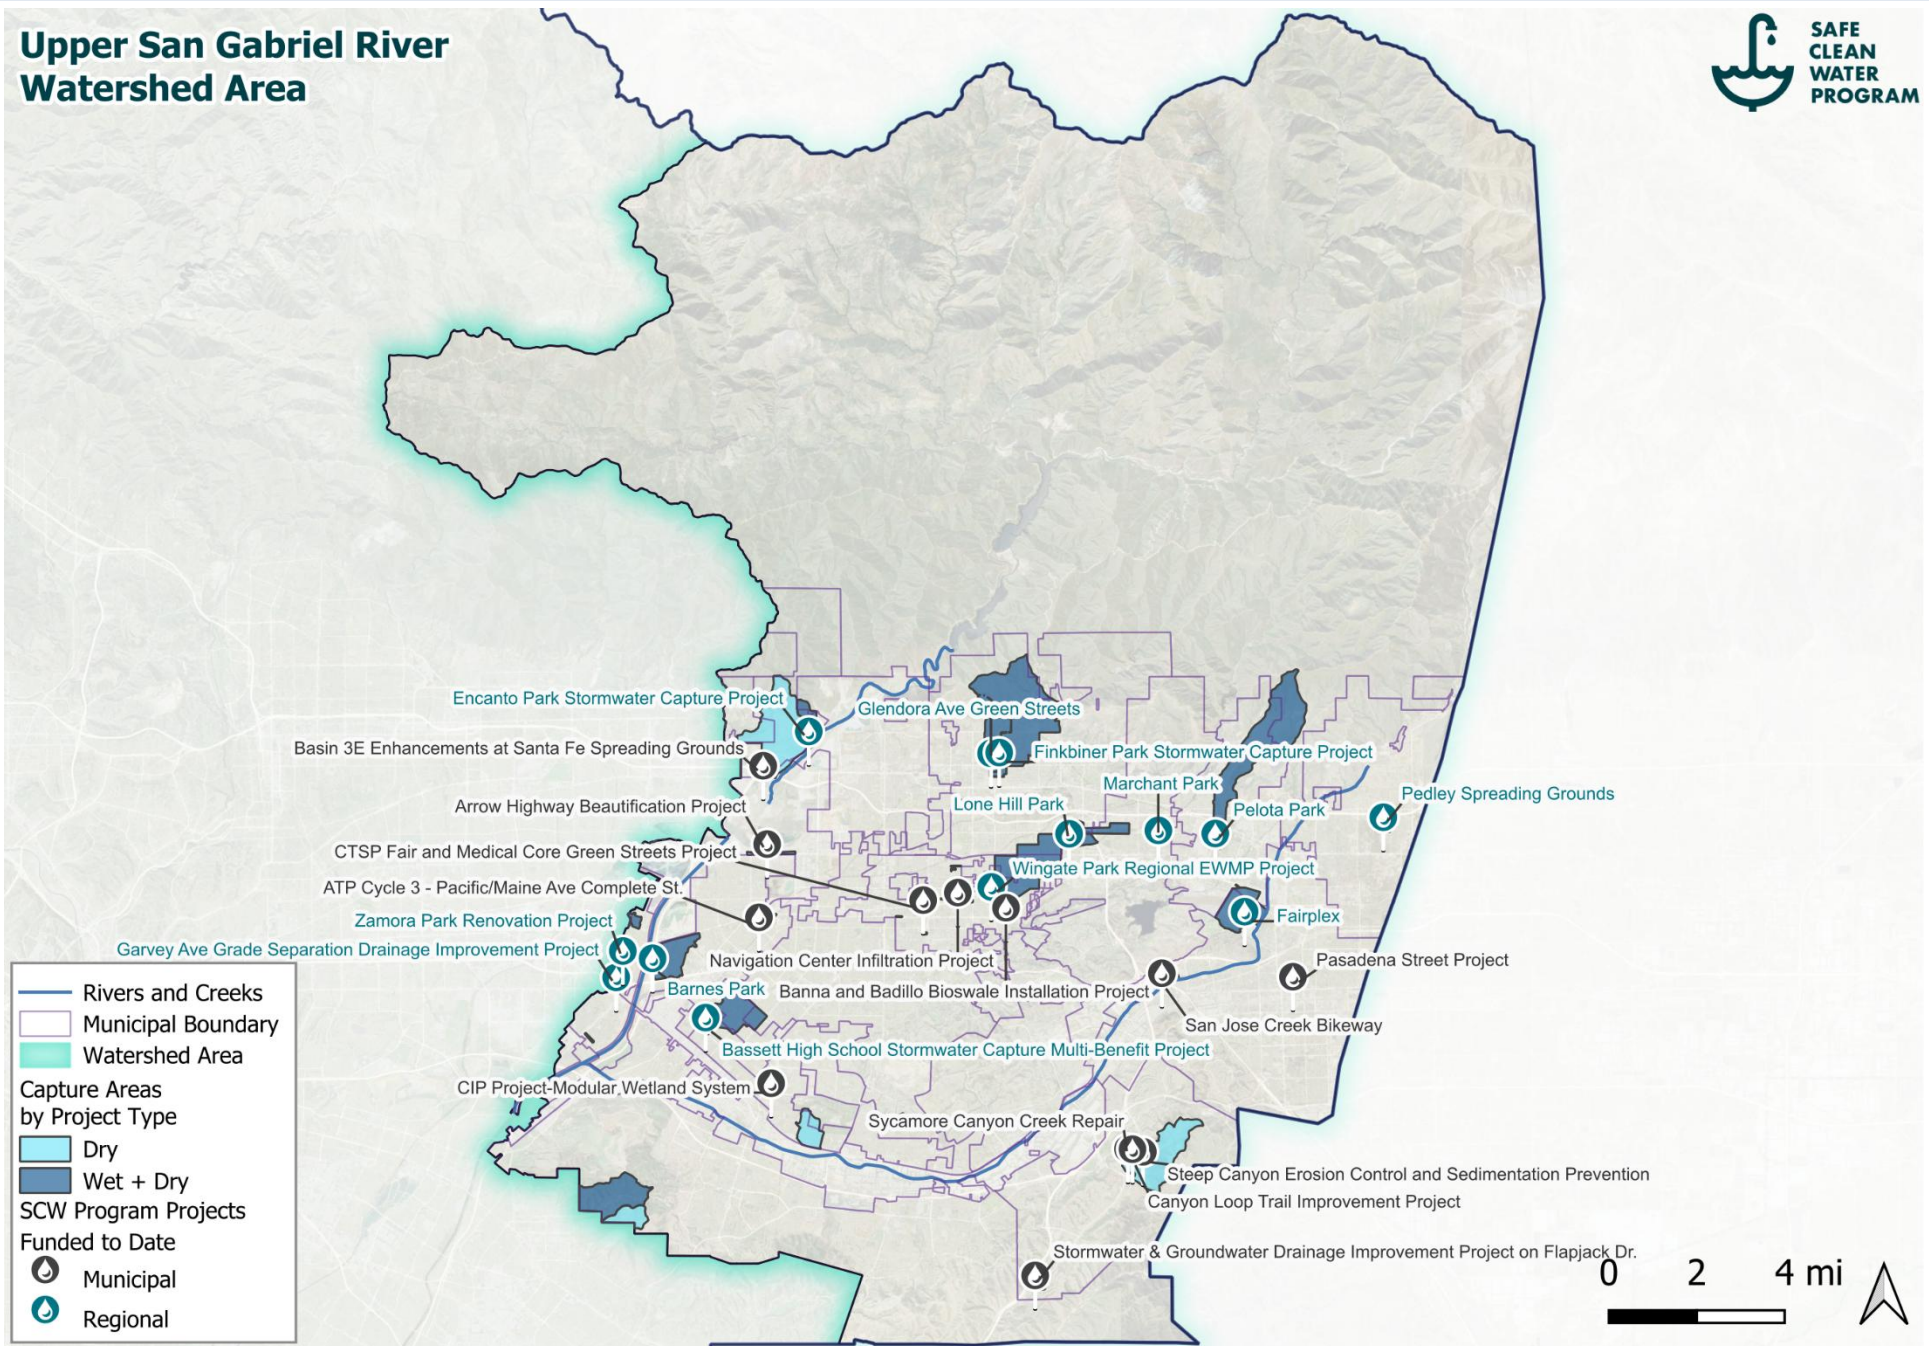 Upper San Gabriel River
Watershed Area
SAFE
CLEAN
WATER
PROGRAM
Encanto Park Stormwater Capture Project
Glendora Ave Green Streets
Basin 3E Enhancements at Santa Fe Spreading Grounds
Finkbiner Park Stormwater Capture Project
Marchant Park
Pedley Spreading Grounds
Arrow Highway Beautification Project
Lone Hill Park
Pelota Park
CTSP Fair and Medical Core Green Streets Project
Wingate Park Regional EWMP Project
ATP Cycle 3 - Pacific/Maine Ave Complete St.
Zamora Park Renovation Project
Fairplex
Garvey Ave Grade Separation Drainage Improvement Project
Navigation Center Infiltration Project
Pasadena Street Project
Barnes Park
Banna and Badillo Bioswale Installation Project
San Jose Creek Bikeway
Bassett High School Stormwater Capture Multi-Benefit Project
CIP Project-Modular Wetland System
Sycamore Canyon Creek Repair
Steep Canyon Erosion Control and Sedimentation Prevention
Canyon Loop Trail Improvement Project
Stormwater & Groundwater Drainage Improvement Project on Flapjack Dr.
Rivers and Creeks
Municipal Boundary
Watershed Area
Capture Areas
by Project Type
Dry
Wet + Dry
SCW Program Projects
Funded to Date
Municipal
Regional
0 2 4 mi